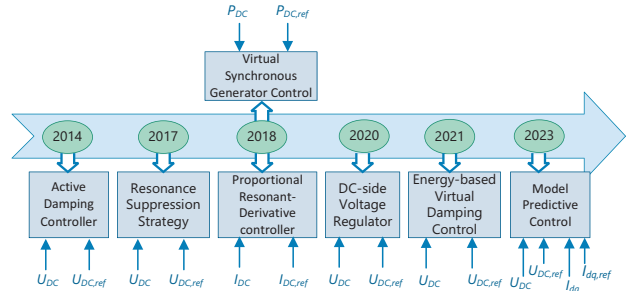 P_DC P_DC,ref
Virtual
Synchronous
Generator Control
2014 2017 2018 2020 2021 2023
Active
Damping
Controller
Resonance
Suppression
Strategy
Proportional
Resonant-
Derivative-controller
DC-side
Voltage
Regulator
Energy-based
Virtual
Damping
Control
Model
Predictive
Control
U_DC U_DC,ref U_DC U_DC,ref I_DC I_DC,ref U_DC U_DC,ref U_DC U_DC,ref U_DC U_DC,ref I_dq I_dq,ref